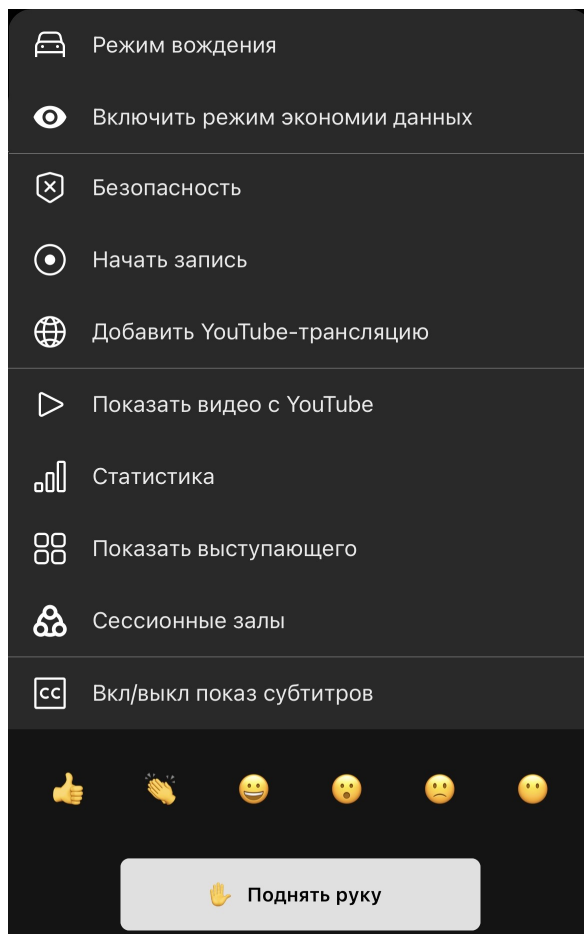 Режим вождения
Включить режим экономии данных
Безопасность
Начать запись
Добавить YouTube-трансляцию
Показать видео с YouTube
Статистика
Показать выступающего
Сессионные залы
CC Вкл/выкл показ субтитров
Поднять руку